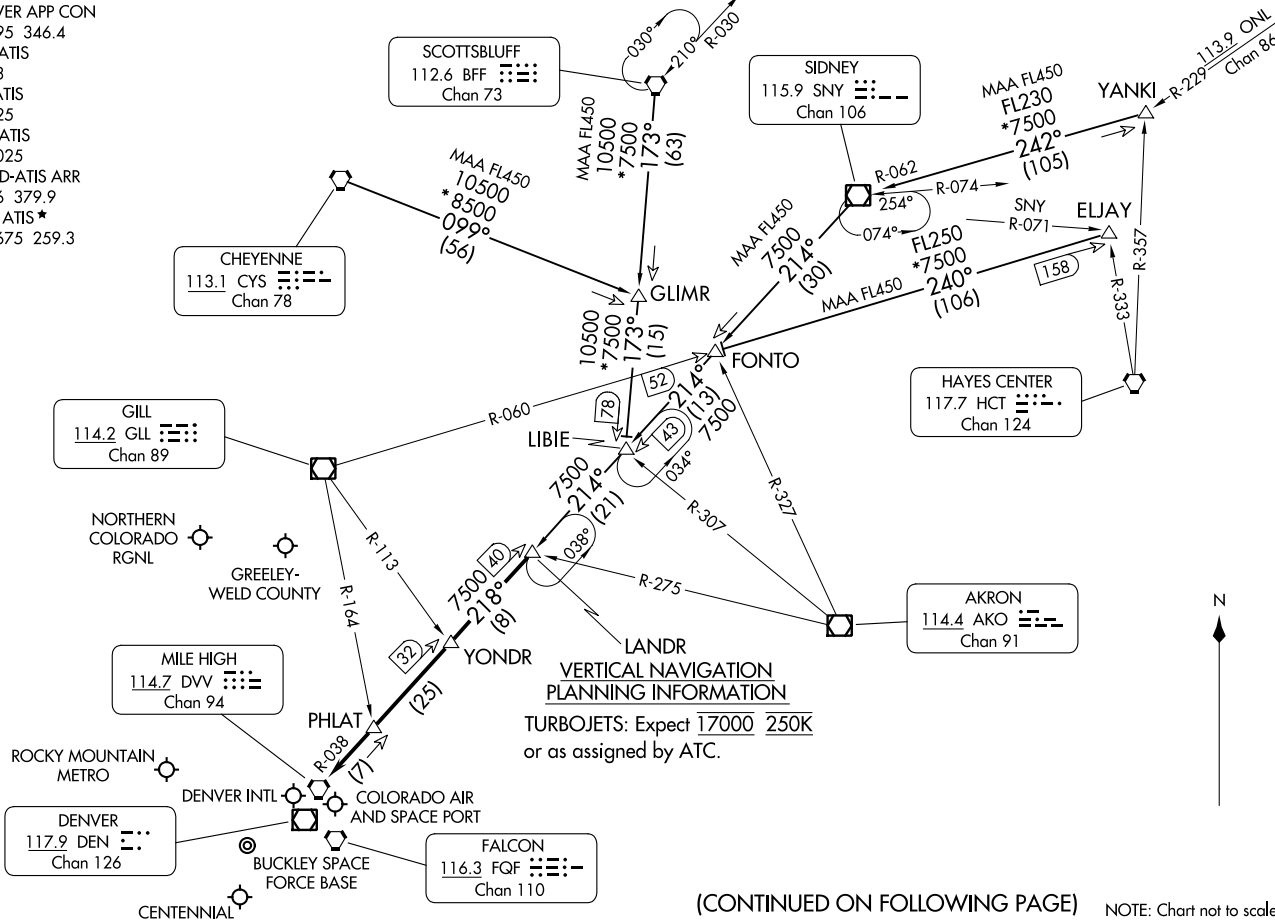 VER APP CON
95 346.4
ATIS
3
ATIS
25
ATIS
025
D-ATIS ARR
5 379.9
ATIS★
675 259.3
SCOTTSBLUFF
112.6 BFF
Chan 73
030°
210°
R-030
SIDNEY
115.9 SNY
Chan 106
MAA FL450
FL230
*7500
242°
(105)
YANKI
113.9 ONL
Chan 86
R-229
MAA FL450
10500
*7500
173°
(63)
MAA FL450
10500
*8500
099°
(56)
CHEYENNE
113.1 CYS
Chan 78
R-062
R-074
254°
074°
SNY
R-071
ELJAY
R-357
MAA FL450
7500
214°
(30)
FL250
*7500
MAA FL450
240°
(106)
158
R-333
GLIMR
10500
*7500
173°
(15)
FONTO
HAYES CENTER
117.7 HCT
Chan 124
GILL
114.2 GLL
Chan 89
R-060
52
78
214°
(13)
7500
43
034°
LIBIE
R-327
R-307
7500
214°
(21)
NORTHERN
COLORADO
RGNL
GREELEY-
WELD COUNTY
R-113
R-164
40
038°
R-275
7500
218°
(8)
32
YONDR
AKRON
114.4 AKO
Chan 91
N
LANDR
VERTICAL NAVIGATION
PLANNING INFORMATION
TURBOJETS: Expect 17000 250K
or as assigned by ATC.
MILE HIGH
114.7 DVV
Chan 94
(25)
PHLAT
R-038
(7)
ROCKY MOUNTAIN
METRO
DENVER INTL
COLORADO AIR
AND SPACE PORT
DENVER
117.9 DEN
Chan 126
BUCKLEY SPACE
FORCE BASE
FALCON
116.3 FQF
Chan 110
CENTENNIAL
(CONTINUED ON FOLLOWING PAGE)
NOTE: Chart not to scale